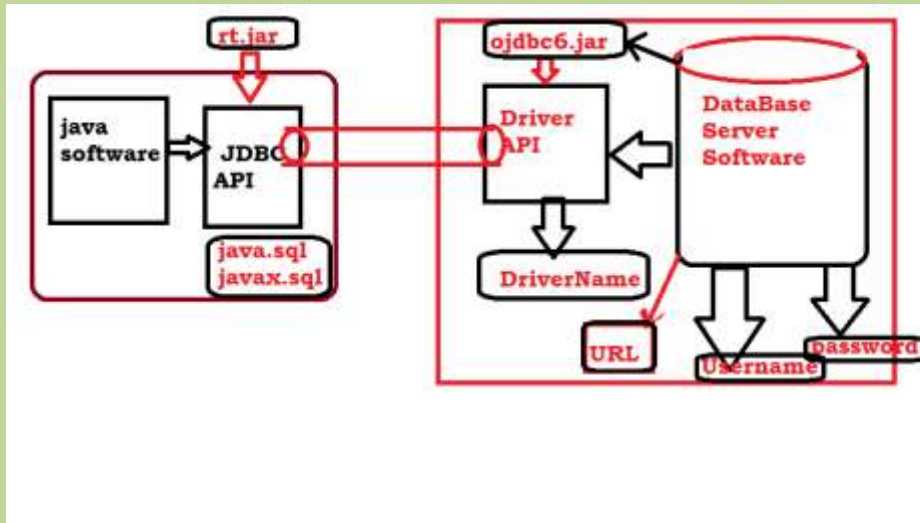 rt.jar
java
software
JDBC
API
java.sql
javax.sql
ojdbc6.jar
Driver
API
DataBase
Server
Software
DriverName
URL
Username
password